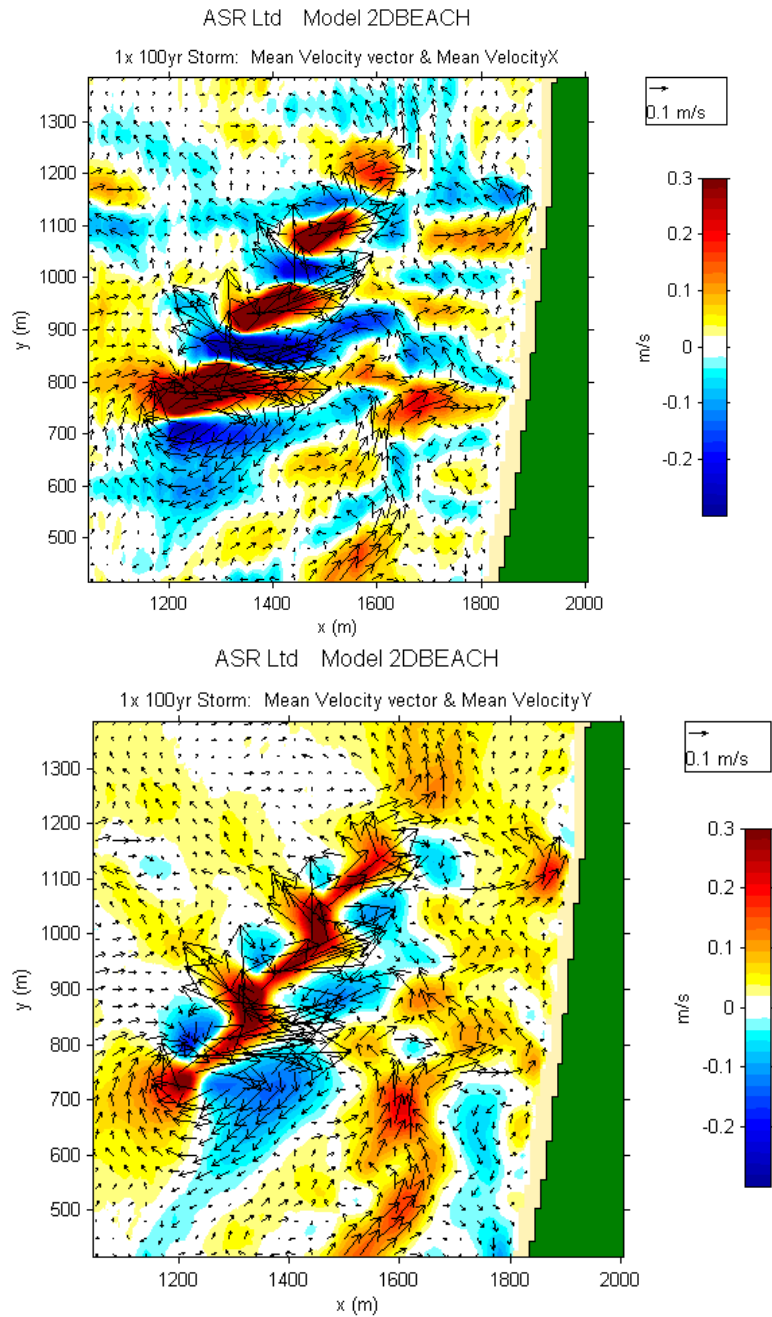 ASR Ltd Model 2DBEACH
1x 100yr Storm: Mean Velocity vector & Mean VelocityX
0.1 m/s
1300
1200
1100
1000
900
800
700
600
500
y (m)
1200 1400 1600 1800 2000
x (m)
0.3
0.2
0.1
0
-0.1
-0.2
m/s
ASR Ltd Model 2DBEACH
1x 100yr Storm: Mean Velocity vector & Mean VelocityY
0.1 m/s
1300
1200
1100
1000
900
800
700
600
500
y (m)
1200 1400 1600 1800 2000
x (m)
0.3
0.2
0.1
0
-0.1
-0.2
m/s